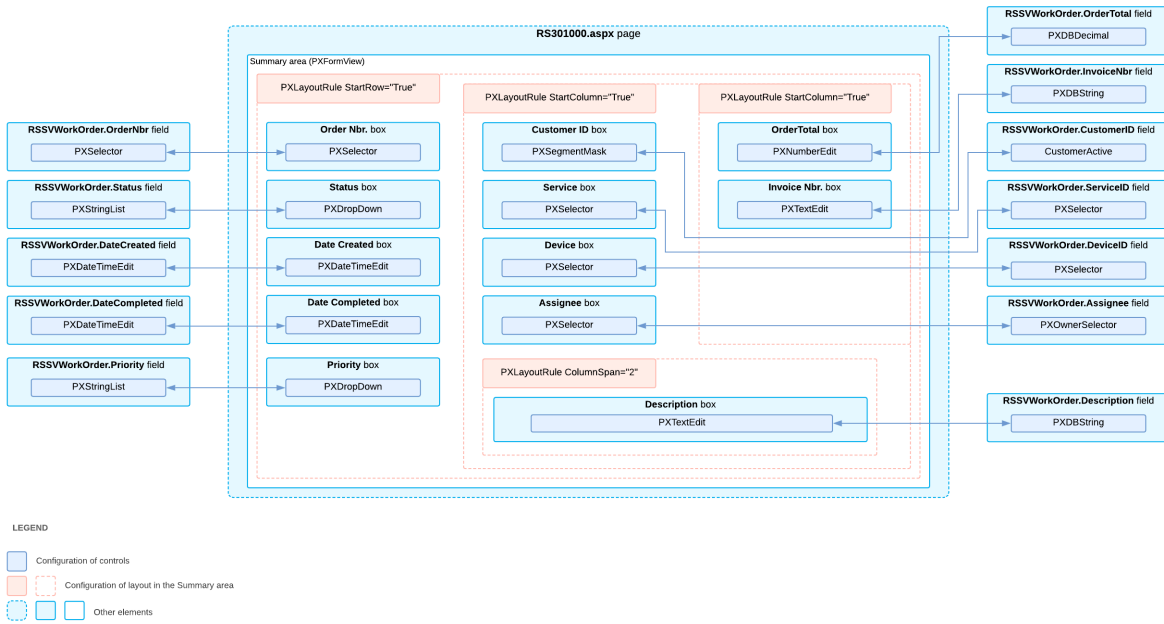 RS301000.aspx page
Summary area (PXFormView)
PXLayoutRule StartRow="True"
PXLayoutRule StartColumn="True"
PXLayoutRule StartColumn="True"
RSSVWorkOrder.OrderNbr field
PXSelector
RSSVWorkOrder.Status field
PXStringList
RSSVWorkOrder.DateCreated field
PXDateTimeEdit
RSSVWorkOrder.DateCompleted field
PXDateTimeEdit
RSSVWorkOrder.Priority field
PXStringList
Order Nbr. box
PXSelector
Status box
PXDropDown
Date Created box
PXDateTimeEdit
Date Completed box
PXDateTimeEdit
Priority box
PXDropDown
Customer ID box
PXSegmentMask
Service box
PXSelector
Device box
PXSelector
Assignee box
PXSelector
PXLayoutRule ColumnSpan="2"
Description box
PXTextEdit
OrderTotal box
PXNumberEdit
Invoice Nbr. box
PXTextEdit
RSSVWorkOrder.OrderTotal field
PXDBDecimal
RSSVWorkOrder.InvoiceNbr field
PXDBString
RSSVWorkOrder.CustomerID field
CustomerActive
RSSVWorkOrder.ServiceID field
PXSelector
RSSVWorkOrder.DeviceID field
PXSelector
RSSVWorkOrder.Assignee field
PXOwnerSelector
RSSVWorkOrder.Description field
PXDBString
LEGEND
Configuration of controls
Configuration of layout in the Summary area
Other elements